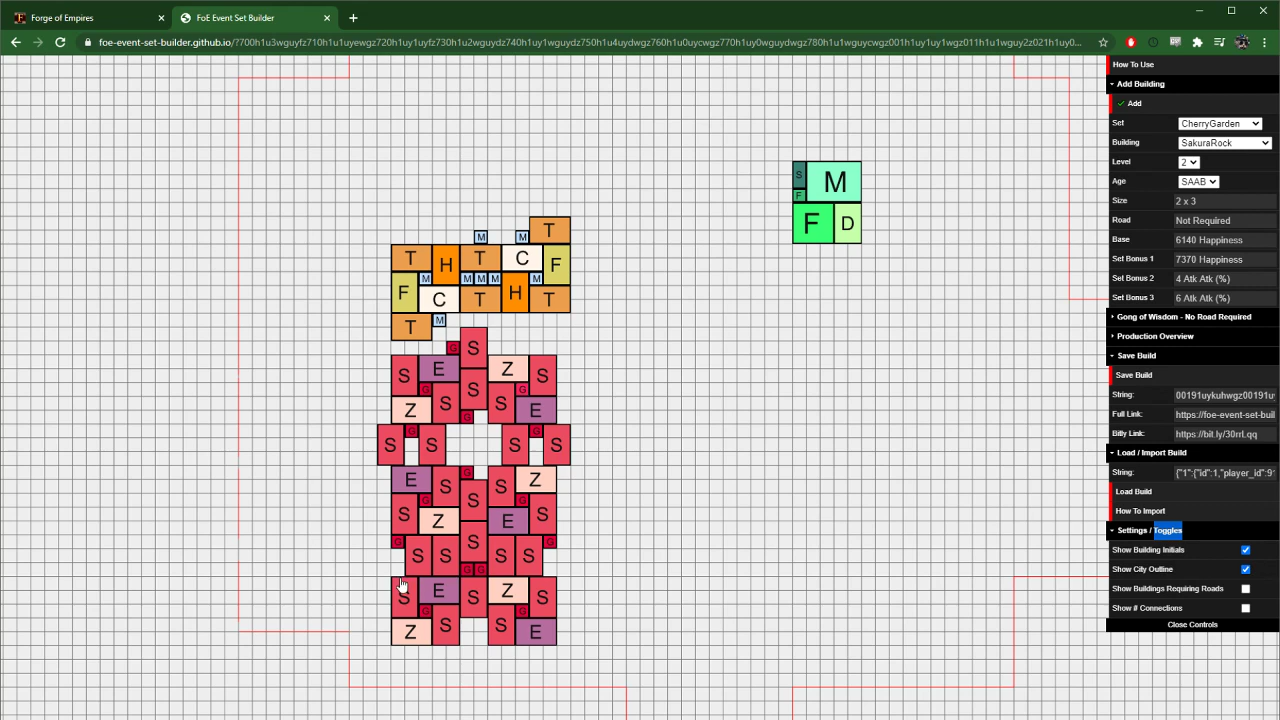 Forge of Empires
FoE Event Set Builder
foe-event-set-builder.github.io/7700h1u3wguyfz710h1u1uyewgz720h1uy1uyfz730h1u2wguydz740h1uy1wguydz750h1u4uydwgz760h1u0uycwgz770h1uy0wguydwgz780h1u1wguycwgz001h1uy1uy1wgz011h1u1wguy2z021h1uy0...
How To Use
Add Building
Add
Set CherryGarden
Building SakuraRock
Level 2
Age SAAB
Size 2 x 3
Road Not Required
Base 6140 Happiness
Set Bonus 1 7370 Happiness
Set Bonus 2 4 Atk Atk (%)
Set Bonus 3 6 Atk Atk (%)
Gong of Wisdom - No Road Required
Production Overview
Save Build
Save Build
String: 00191uykuhwgz00191u
Full Link: https://foe-event-set-buil
Bitly Link: https://bit.ly/30rrLqq
Load / Import Build
String: {"1":{"id":1,"player_id":9
Load Build
How To Import
Settings / Toggles
Show Building Initials
Show City Outline
Show Buildings Requiring Roads
Show # Connections
Close Controls
S M
F
F D
T
M M
T H T C F
M M M M M
F C T H T
T M
S
G
S E Z S
G S G
Z S S E
G G G
S S S S
E S G S Z
S G S G S
Z E
G S G
S S S S
G G
S E S Z S
G G
Z S S E